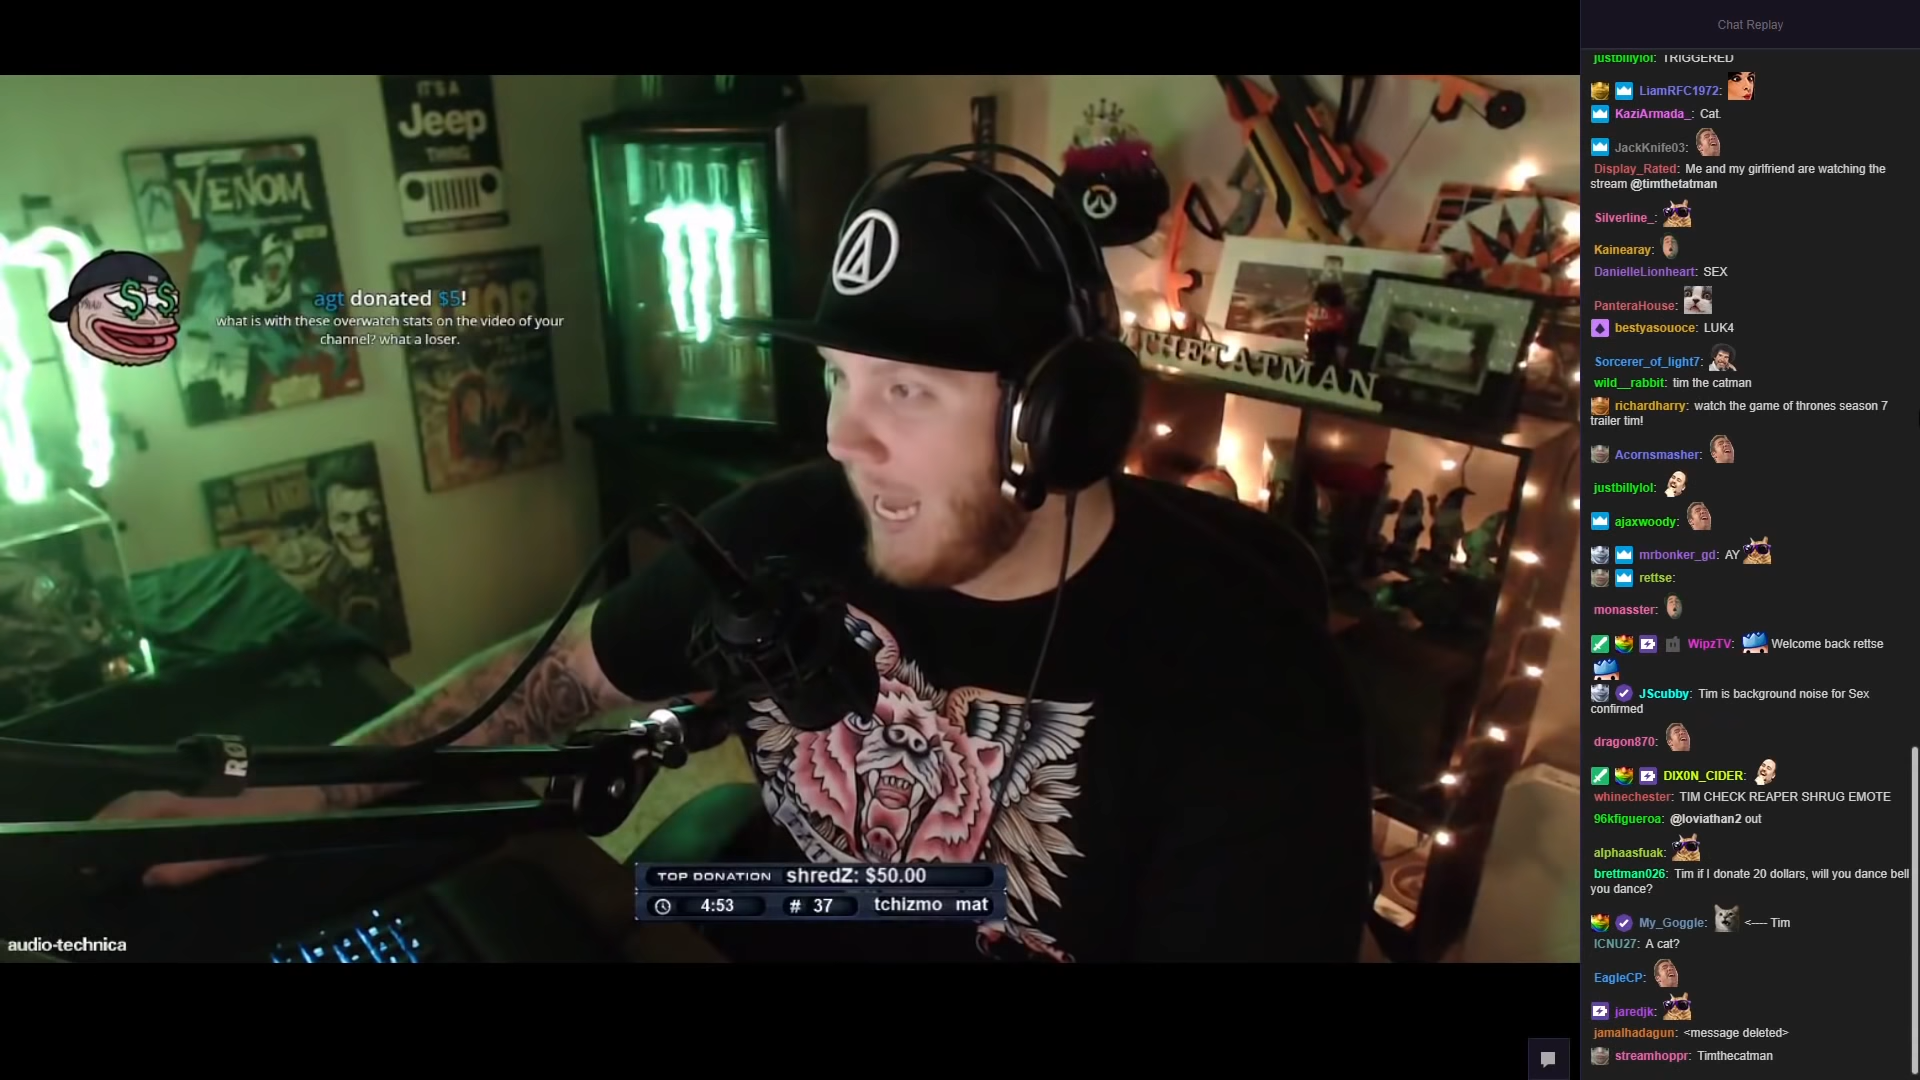 IT'S A
Jeep
THING
VENOM
THOR
THETATMAN
agt donated $5!
what is with these overwatch stats on the video of your
channel? what a loser.
TOP DONATION shredZ: $50.00
4:53 # 37 tchizmo mat
audio-technica
Chat Replay
justbillylol: TRIGGERED
LiamRFC1972:
KaziArmada_: Cat.
JackKnife03:
Display_Rated: Me and my girlfriend are watching the
stream @timthetatman
Silverline_:
Kainearay:
DanielleLionheart: SEX
PanteraHouse:
bestyasouoce: LUK4
Sorcerer_of_light7:
wild__rabbit: tim the catman
richardharry: watch the game of thrones season 7
trailer tim!
Acornsmasher:
justbillylol:
ajaxwoody:
mrbonker_gd: AY
rettse:
monasster:
WipzTV: Welcome back rettse
JScubby: Tim is background noise for Sex
confirmed
dragon870:
DIX0N_CIDER:
whinechester: TIM CHECK REAPER SHRUG EMOTE
96kfigueroa: @loviathan2 out
alphaasfuak:
brettman026: Tim if I donate 20 dollars, will you dance bell
you dance?
My_Goggle: <---- Tim
ICNU27: A cat?
EagleCP:
jaredjk:
jamalhadagun: <message deleted>
streamhoppr: Timthecatman